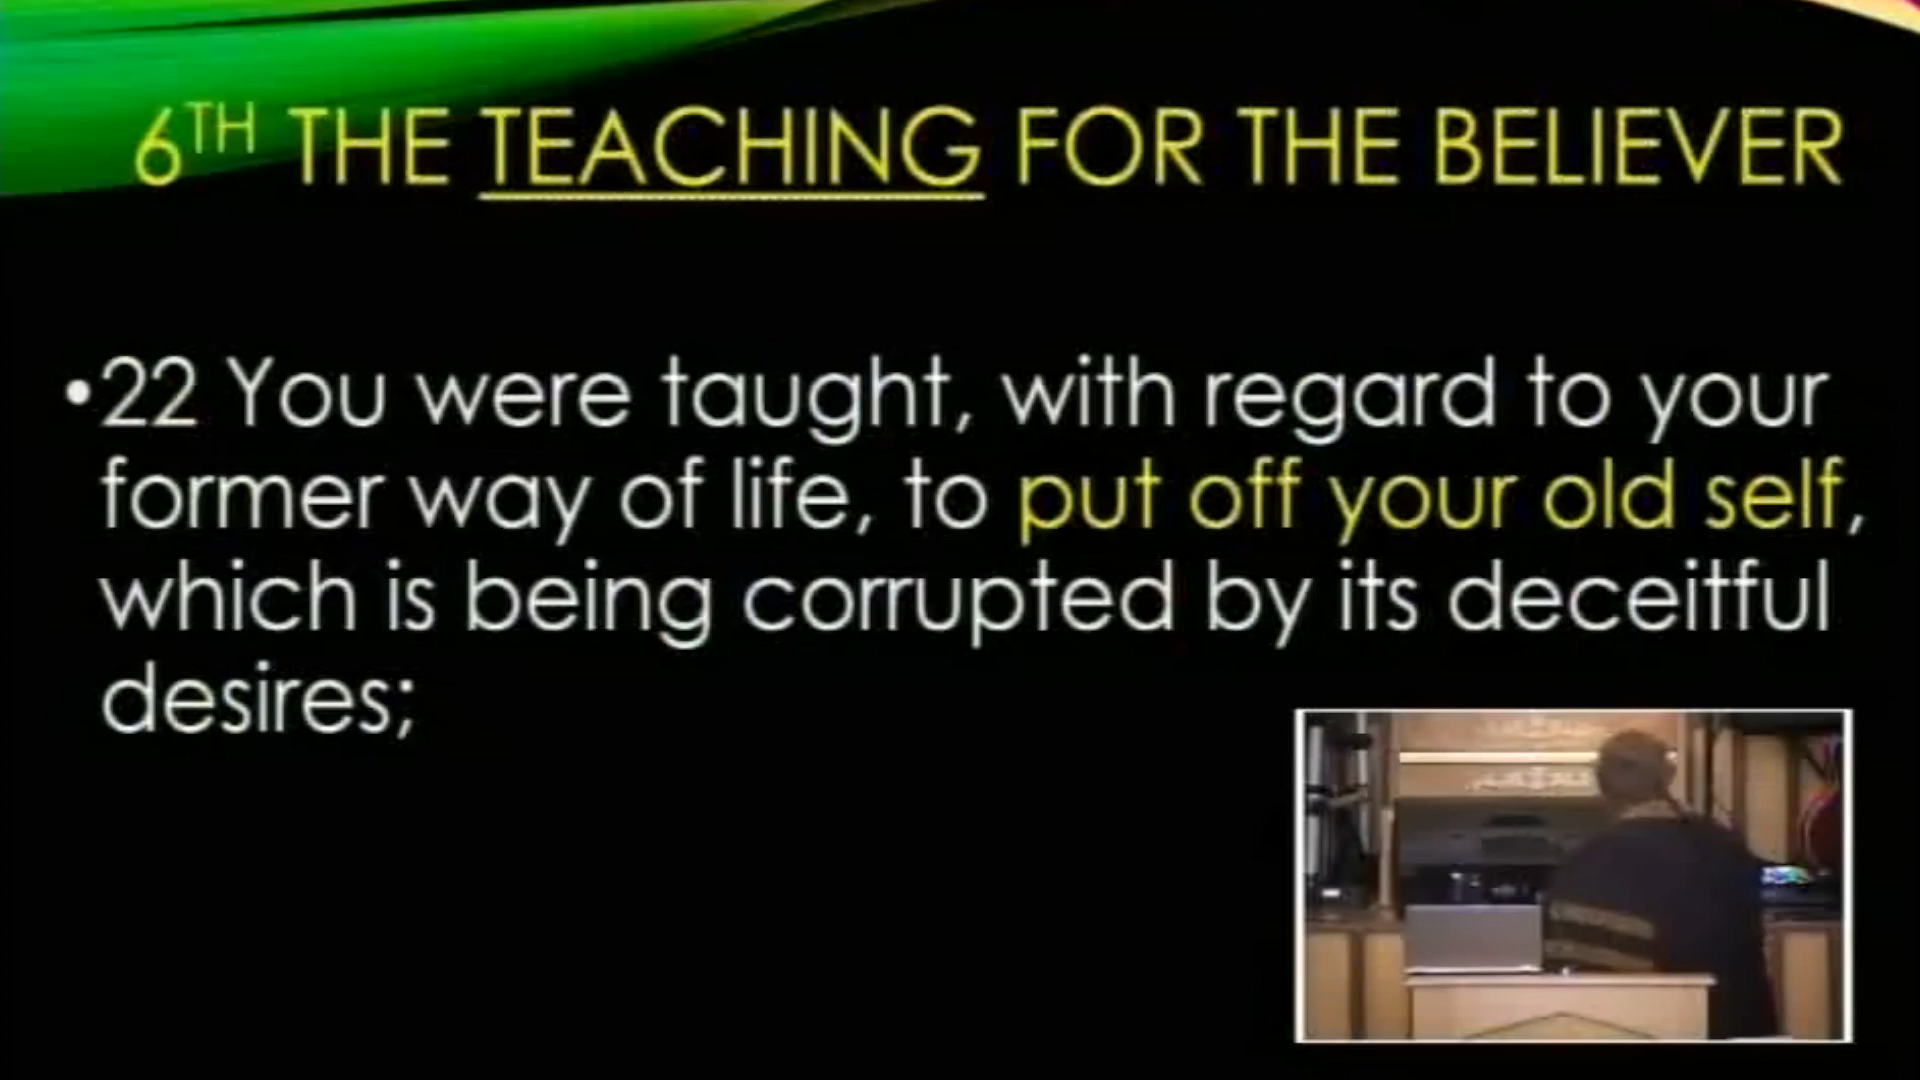 6TH THE TEACHING FOR THE BELIEVER
•22 You were taught, with regard to your
former way of life, to put off your old self,
which is being corrupted by its deceitful
desires;